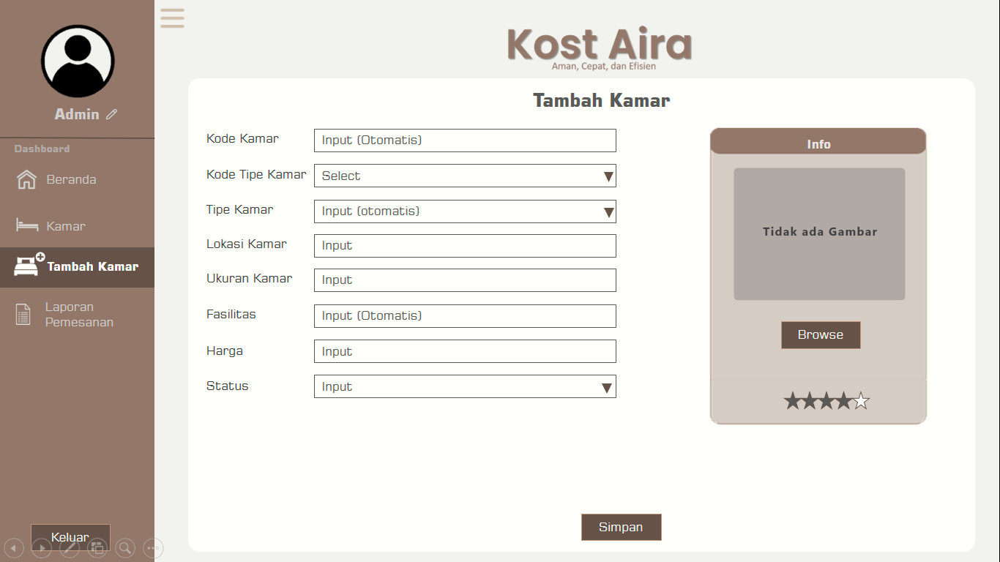 Kost Aira
Aman, Cepat, dan Efisien
Admin
Dashboard
Beranda
Kamar
Tambah Kamar
Laporan
Pemesanan
Keluar
Tambah Kamar
Kode Kamar
Input (Otomatis)
Kode Tipe Kamar
Select
Tipe Kamar
Input (otomatis)
Lokasi Kamar
Input
Ukuran Kamar
Input
Fasilitas
Input (Otomatis)
Harga
Input
Status
Input
Info
Tidak ada Gambar
Browse
Simpan